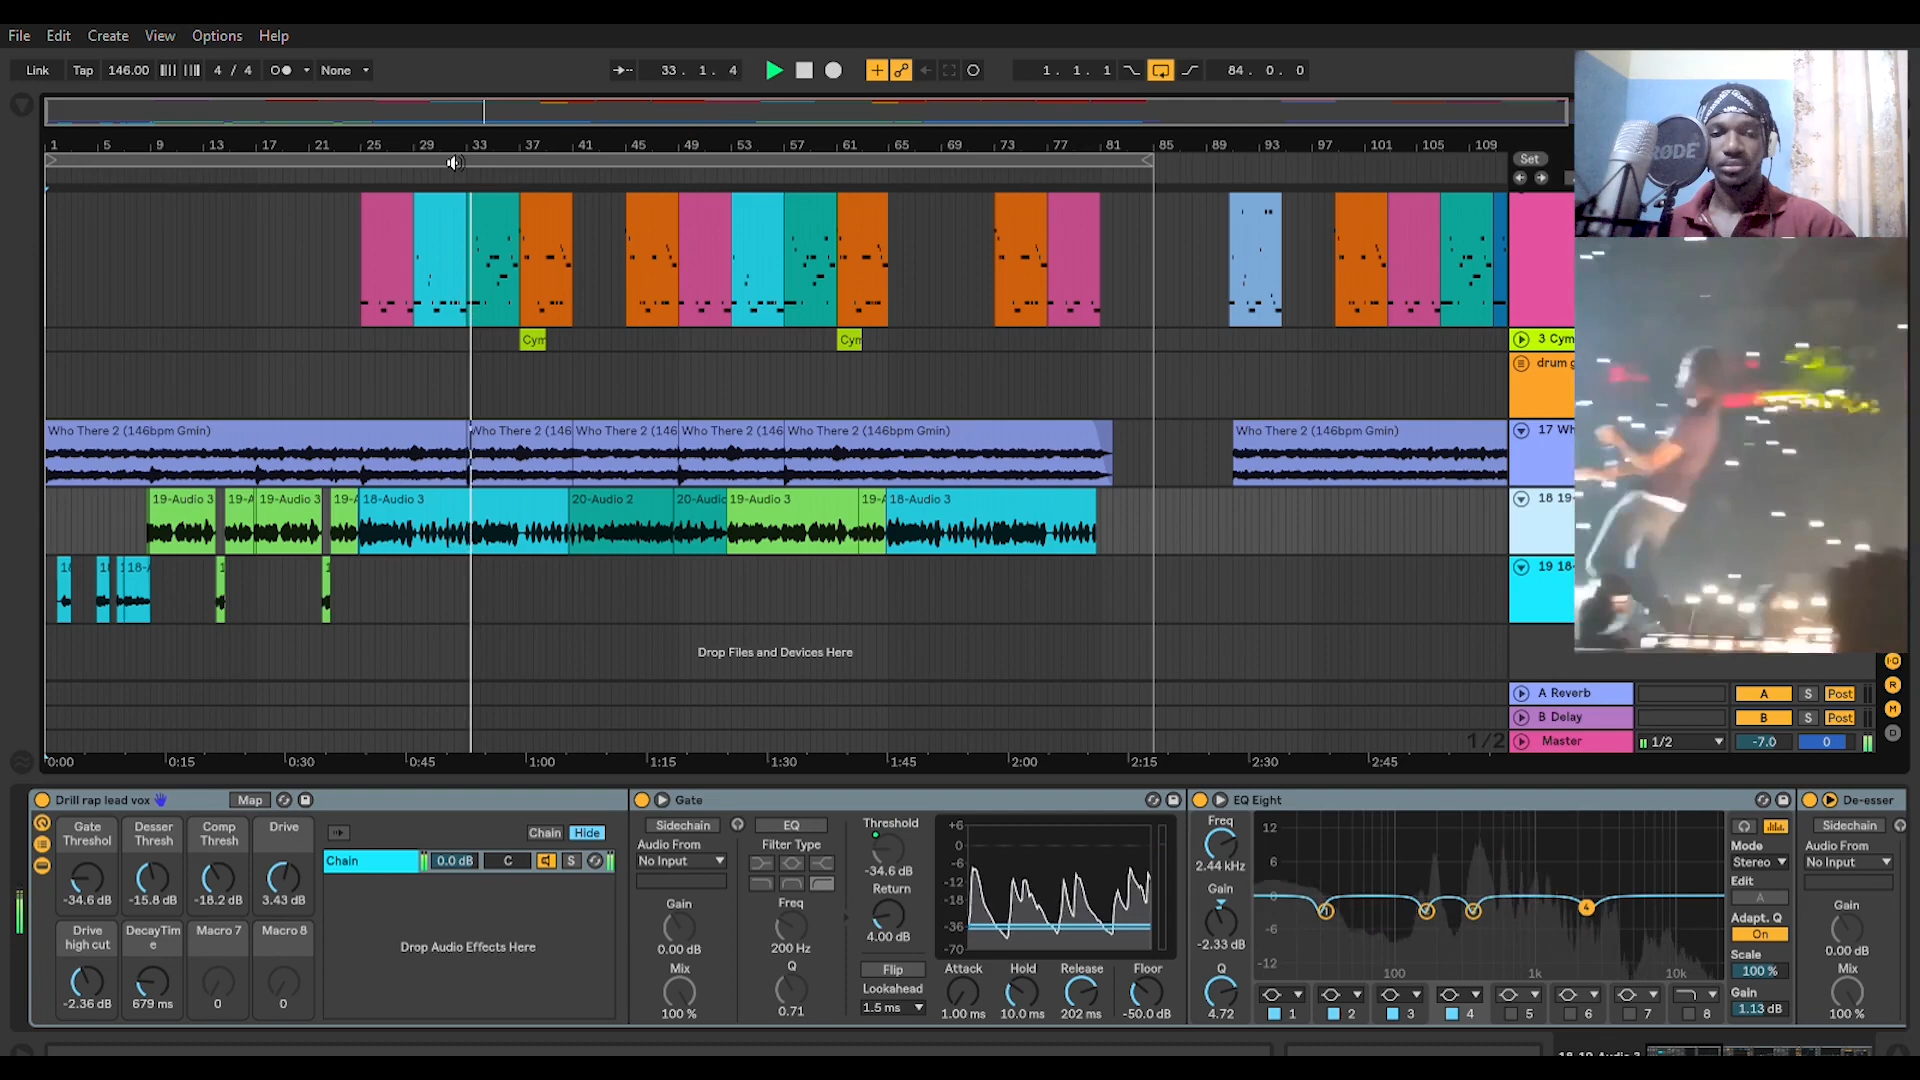 File Edit Create View Options Help
Link Tap 146.00 4 / 4 None 33 . 1 . 4 1 . 1 . 1 84 . 0 . 0
1 5 9 13 17 21 25 29 33 37 41 45 49 53 57 61 65 69 73 77 81 85 89 93 97 101 105 109
Set
RØDE
Cym Cym 3 Cym
drum g
Who There 2 (146bpm Gmin) Who There 2 (146 Who There 2 (146 Who There 2 (146 Who There 2 (146bpm Gmin) Who There 2 (146bpm Gmin) 17 Wh
19-Audio 3 19-A 19-Audio 3 19-A 18-Audio 3 20-Audio 2 20-Audio 19-Audio 3 19-A 18-Audio 3 18 19-
18 18 18-A 1 1 19 18-
Drop Files and Devices Here
I·O
R
A Reverb A S Post
B Delay B S Post
M
D
1/2 Master 1/2 -7.0 0
0:00 0:15 0:30 0:45 1:00 1:15 1:30 1:45 2:00 2:15 2:30 2:45
Drill rap lead vox Map
Gate Threshol Desser Thresh Comp Thresh Drive
-34.6 dB -15.8 dB -18.2 dB 3.43 dB
Drive high cut DecayTim e Macro 7 Macro 8
-2.36 dB 679 ms 0 0
Chain Hide
Chain 0.0 dB C S
Drop Audio Effects Here
Gate
Sidechain EQ
Audio From Filter Type
No Input
Gain Freq
0.00 dB 200 Hz
Mix Q
100 % 0.71
Threshold
-34.6 dB
Return
4.00 dB
Flip
Lookahead
1.5 ms
+6
0
-6
-12
-18
-24
-36
-70
Attack Hold Release Floor
1.00 ms 10.0 ms 202 ms -50.0 dB
EQ Eight
Freq
2.44 kHz
Gain
-2.33 dB
Q
4.72
12
6
0
-6
-12
4
100 1k 10k
1 2 3 4 5 6 7 8
Mode
Stereo
Edit
A
Adapt. Q
On
Scale
100 %
Gain
1.13 dB
De-esser
Sidechain
Audio From
No Input
Gain
0.00 dB
Mix
100 %